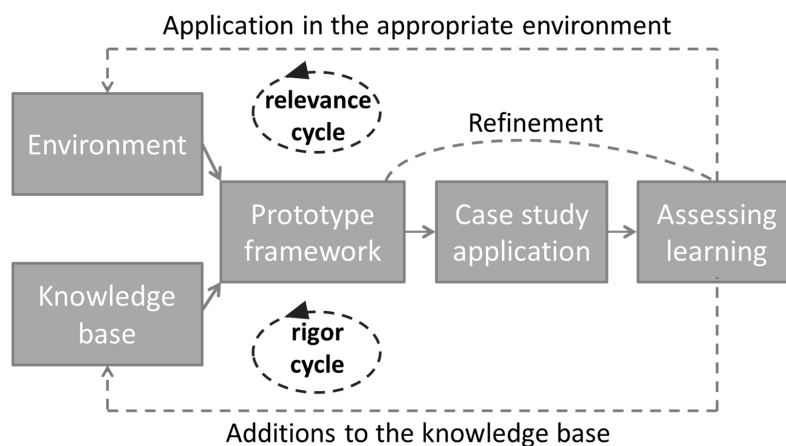 Application in the appropriate environment
relevance
cycle
Environment
Refinement
Prototype
framework
Case study
application
Assessing
learning
Knowledge
base
rigor
cycle
Additions to the knowledge base